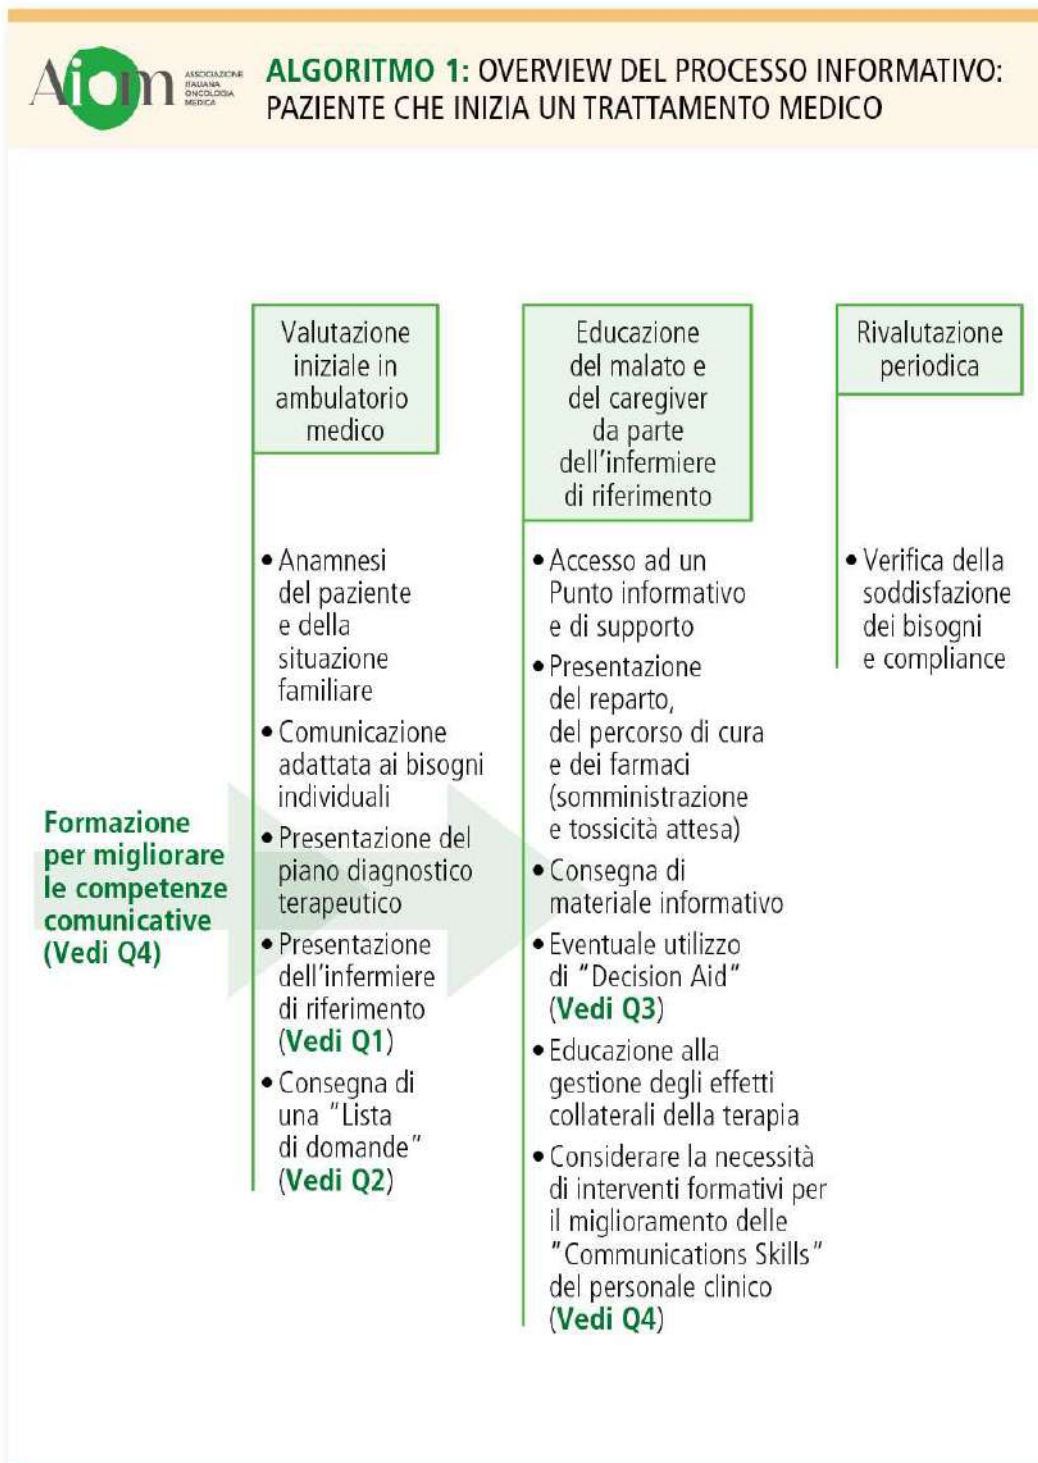 Aiom
ASSOCIAZIONE
ITALIANA
ONCOLOGIA
MEDICA
ALGORITMO 1: OVERVIEW DEL PROCESSO INFORMATIVO:
PAZIENTE CHE INIZIA UN TRATTAMENTO MEDICO
Formazione
per migliorare
le competenze
comunicative
(Vedi Q4)
Valutazione
iniziale in
ambulatorio
medico
• Anamnesi
del paziente
e della
situazione
familiare
• Comunicazione
adattata ai bisogni
individuali
• Presentazione del
piano diagnostico
terapeutico
• Presentazione
dell'infermiere
di riferimento
(Vedi Q1)
• Consegna di
una "Lista
di domande"
(Vedi Q2)
Educazione
del malato e
del caregiver
da parte
dell'infermiere
di riferimento
• Accesso ad un
Punto informativo
e di supporto
• Presentazione
del reparto,
del percorso di cura
e dei farmaci
(somministrazione
e tossicità attesa)
• Consegna di
materiale informativo
• Eventuale utilizzo
di "Decision Aid"
(Vedi Q3)
• Educazione alla
gestione degli effetti
collaterali della terapia
• Considerare la necessità
di interventi formativi per
il miglioramento delle
"Communications Skills"
del personale clinico
(Vedi Q4)
Rivalutazione
periodica
• Verifica della
soddisfazione
dei bisogni
e compliance